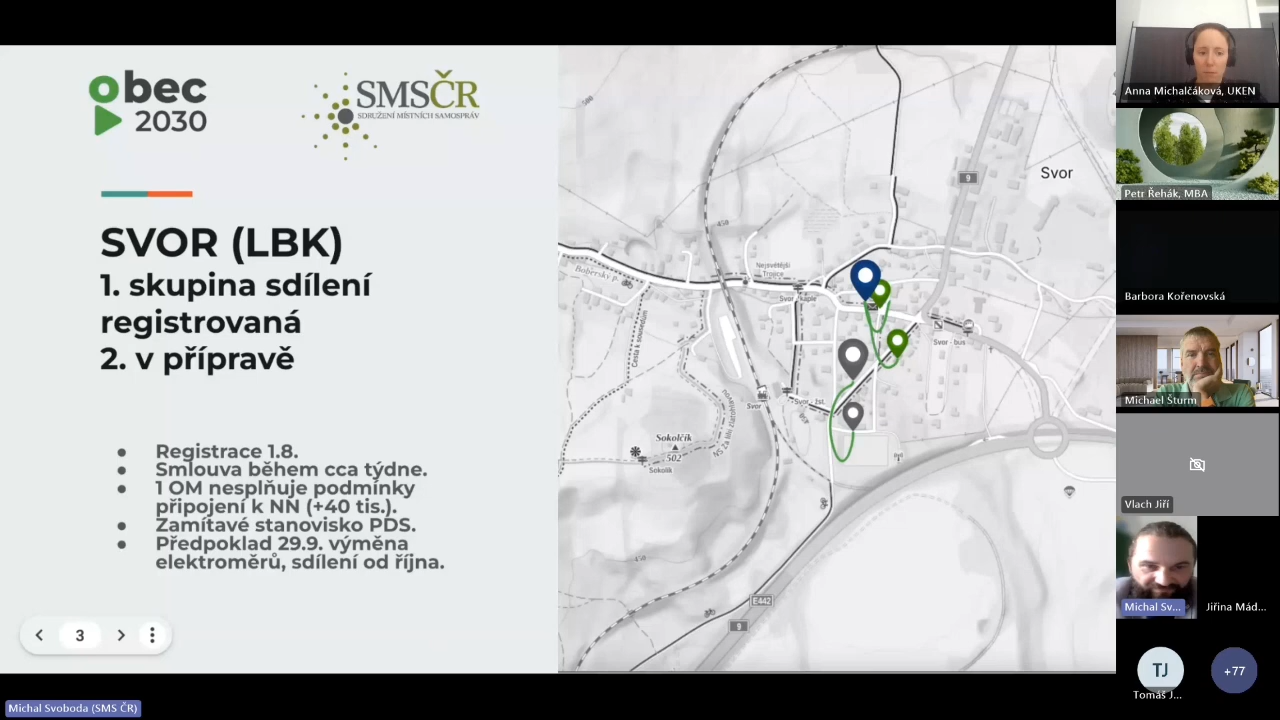 obec
2030
SMSČR
SDRUŽENÍ MÍSTNÍCH SAMOSPRÁV
SVOR (LBK)
1. skupina sdílení
registrovaná
2. v přípravě
● Registrace 1.8.
● Smlouva během cca týdne.
● 1 OM nesplňuje podmínky
připojení k NN (+40 tis.).
● Zamítavé stanovisko PDS.
● Předpoklad 29.9. výměna
elektroměrů, sdílení od října.
3
Svor
9
Nejsvětější
Trojice
Boberský P.
Svor - kaple
Cesta k sousedům
Svor - bus
Svor
Svor - žst.
Sokolčík
502
Sokolík
E442
9
Michal Svoboda (SMS ČR)
Anna Michalčáková, UKEN
Petr Řehák, MBA
Barbora Kořenovská
Michael Šturm
Vlach Jiří
Michal Sv...
Jiřina Mád...
TJ
Tomáš J...
+77